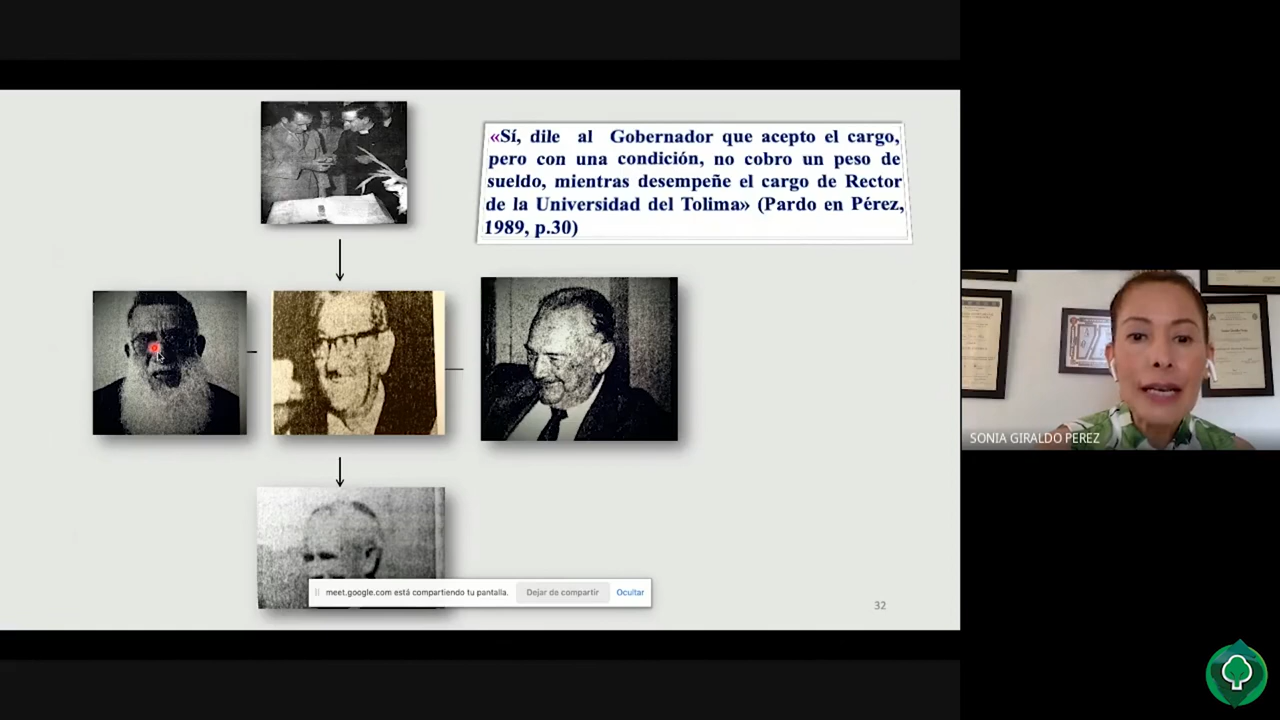 «Sí, dile al Gobernador que acepto el cargo,
pero con una condición, no cobro un peso de
sueldo, mientras desempeñe el cargo de Rector
de la Universidad del Tolima» (Pardo en Pérez,
1989, p.30)
SONIA GIRALDO PEREZ
meet.google.com está compartiendo tu pantalla. Dejar de compartir Ocultar
32